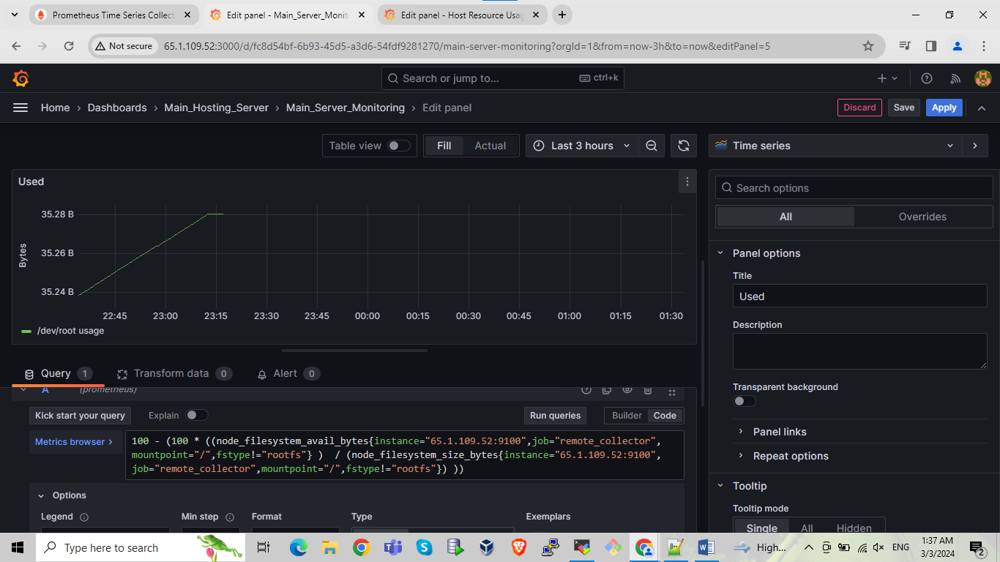 Prometheus Time Series Collect
Edit panel - Main_Server_Monito
Edit panel - Host Resource Usag
Not secure
65.1.109.52:3000/d/fc8d54bf-6b93-45d5-a3d6-54fdf9281270/main-server-monitoring?orgId=1&from=now-3h&to=now&editPanel=5
Search or jump to...
ctrl+k
Home
Dashboards
Main_Hosting_Server
Main_Server_Monitoring
Edit panel
Discard
Save
Apply
Table view
Fill
Actual
Last 3 hours
Time series
Used
35.28 B
35.26 B
35.24 B
Bytes
22:45 23:00 23:15 23:30 23:45 00:00 00:15 00:30 00:45 01:00 01:15 01:30
/dev/root usage
Search options
All
Overrides
Panel options
Title
Used
Description
Transparent background
Panel links
Repeat options
Tooltip
Tooltip mode
Single All Hidden
Query 1
Transform data 0
Alert 0
A
(prometheus)
Kick start your query
Explain
Run queries
Builder
Code
Metrics browser >
100 - (100 * ((node_filesystem_avail_bytes{instance="65.1.109.52:9100",job="remote_collector",
mountpoint="/",fstype!="rootfs"} )  / (node_filesystem_size_bytes{instance="65.1.109.52:9100",
job="remote_collector",mountpoint="/",fstype!="rootfs"}) ))
Options
Legend
Min step
Format
Type
Exemplars
Type here to search
High...
ENG
1:37 AM
3/3/2024
2